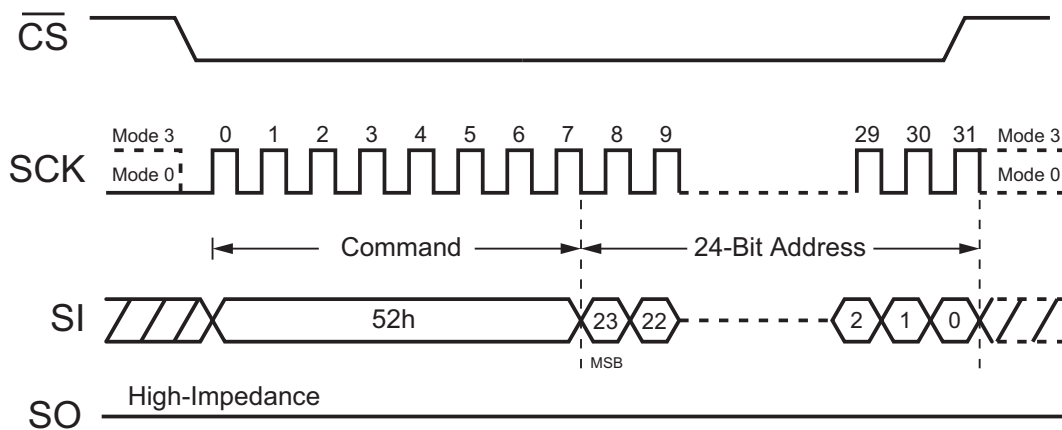 CS
Mode 3
0 1 2 3 4 5 6 7 8 9 29 30 31
Mode 3
SCK
Mode 0
Mode 0
Command
24-Bit Address
SI
52h
23 22 2 1 0
MSB
High-Impedance
SO